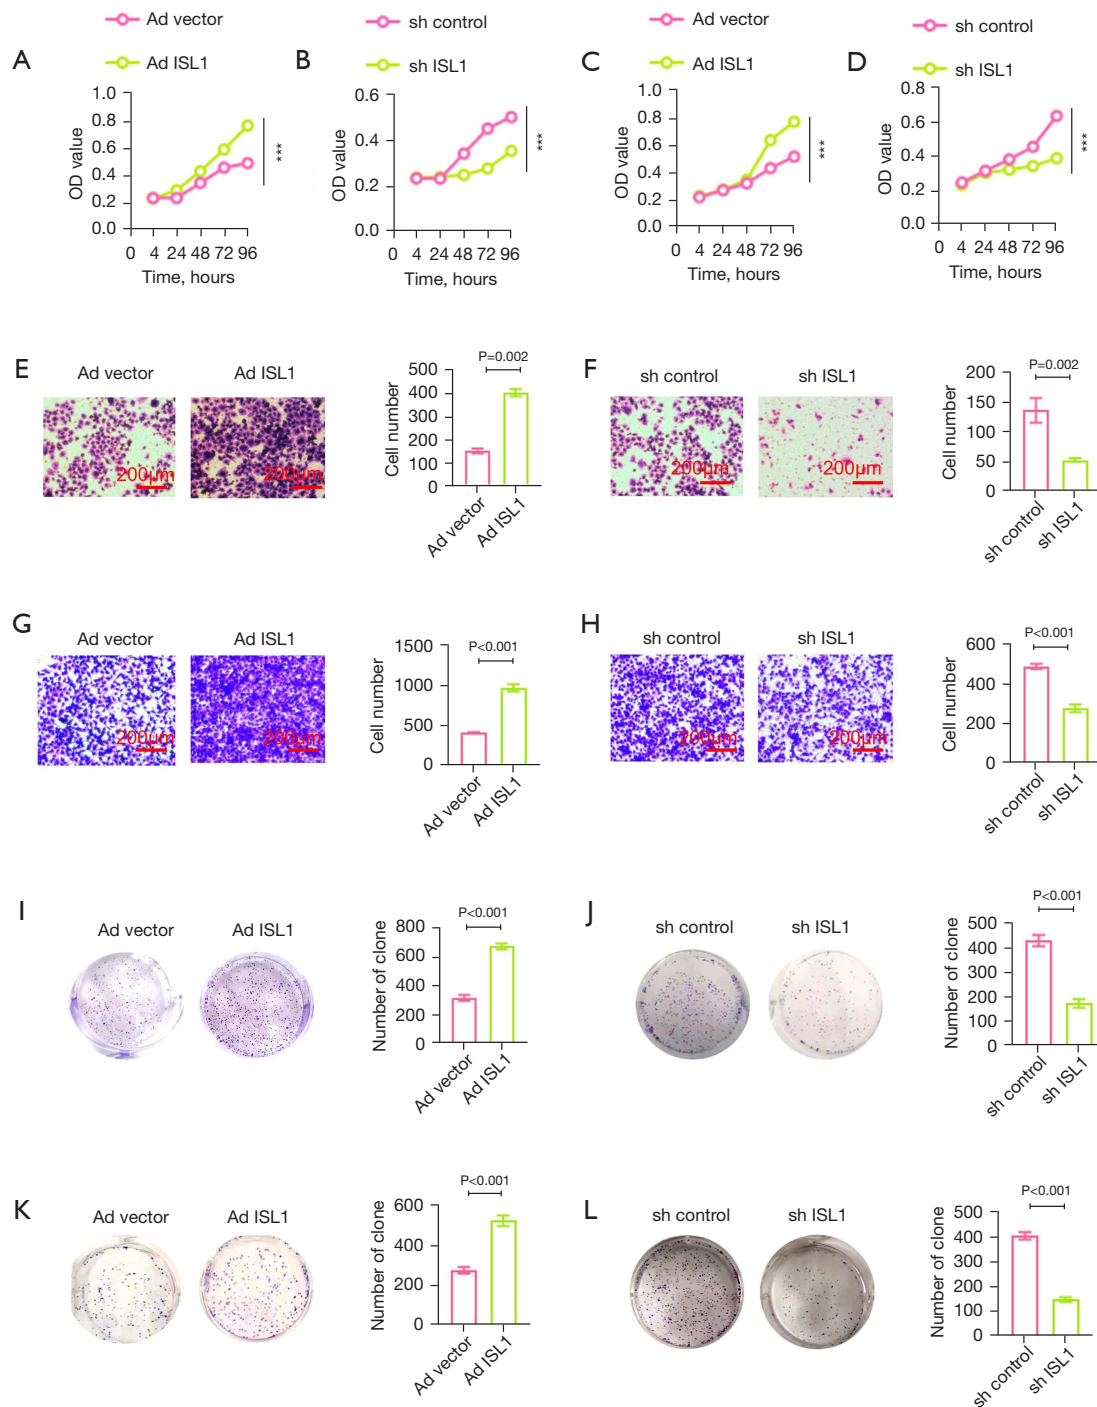 A
Ad vector
Ad ISL1
OD value
1.0
0.8
0.6
0.4
0.2
0.0
0 4 24 48 72 96
Time, hours
***
B
sh control
sh ISL1
OD value
0.6
0.4
0.2
0.0
0 4 24 48 72 96
Time, hours
***
C
Ad vector
Ad ISL1
OD value
1.0
0.8
0.6
0.4
0.2
0.0
0 4 24 48 72 96
Time, hours
***
D
sh control
sh ISL1
OD value
0.8
0.6
0.4
0.2
0.0
0 4 24 48 72 96
Time, hours
***
E
Ad vector
Ad ISL1
200μm
200μm
Cell number
500
400
300
200
100
0
P=0.002
Ad vector
Ad ISL1
F
sh control
sh ISL1
200μm
200μm
Cell number
200
150
100
50
0
P=0.002
sh control
sh ISL1
G
Ad vector
Ad ISL1
200μm
200μm
Cell number
1500
1000
500
0
P<0.001
Ad vector
Ad ISL1
H
sh control
sh ISL1
200μm
200μm
Cell number
600
400
200
0
P<0.001
sh control
sh ISL1
I
Ad vector
Ad ISL1
Number of clone
800
600
400
200
0
P<0.001
Ad vector
Ad ISL1
J
sh control
sh ISL1
Number of clone
500
400
300
200
100
0
P<0.001
sh control
sh ISL1
K
Ad vector
Ad ISL1
Number of clone
600
400
200
0
P<0.001
Ad vector
Ad ISL1
L
sh control
sh ISL1
Number of clone
500
400
300
200
100
0
P<0.001
sh control
sh ISL1